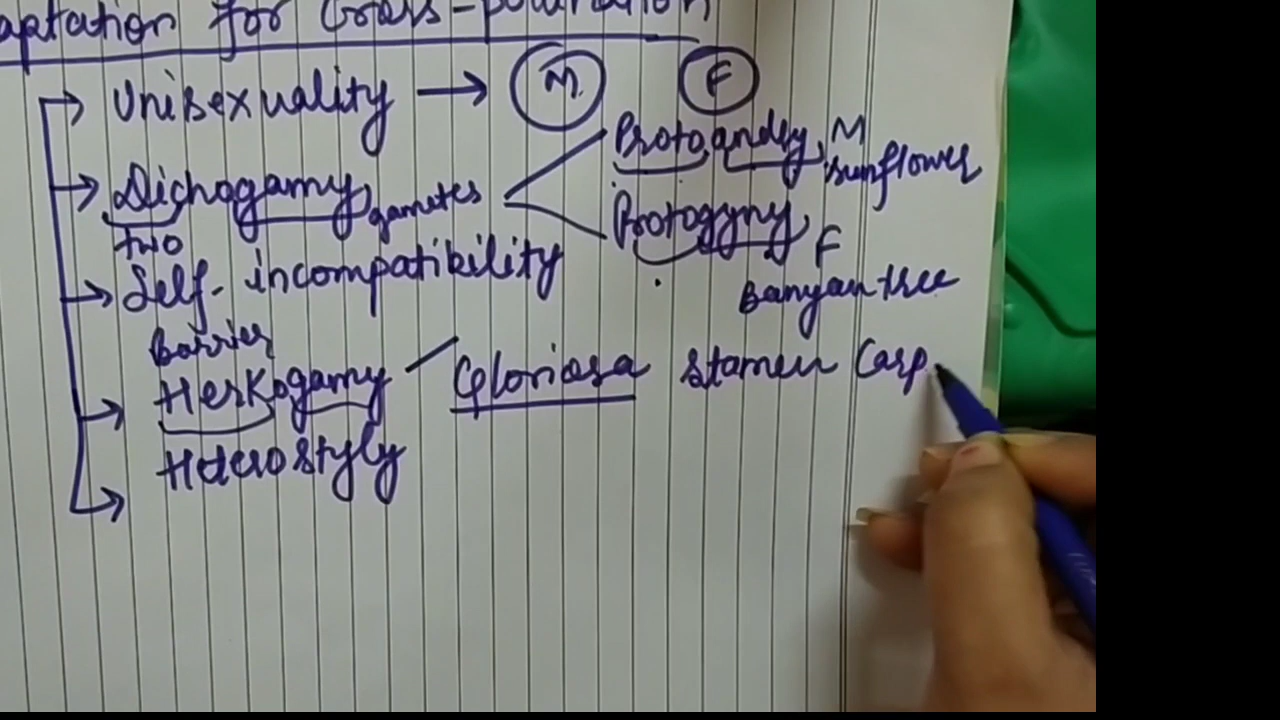 aptation for Cross-pollination
Unisexuality → M F
Protoandry, M
Sunflower
Dichogamy, gametes
two
Protogyny, F
Banyan tree
Self-incompatibility
Barrier
Herkogamy Gloriosa Stamen Carp
Heterostyly